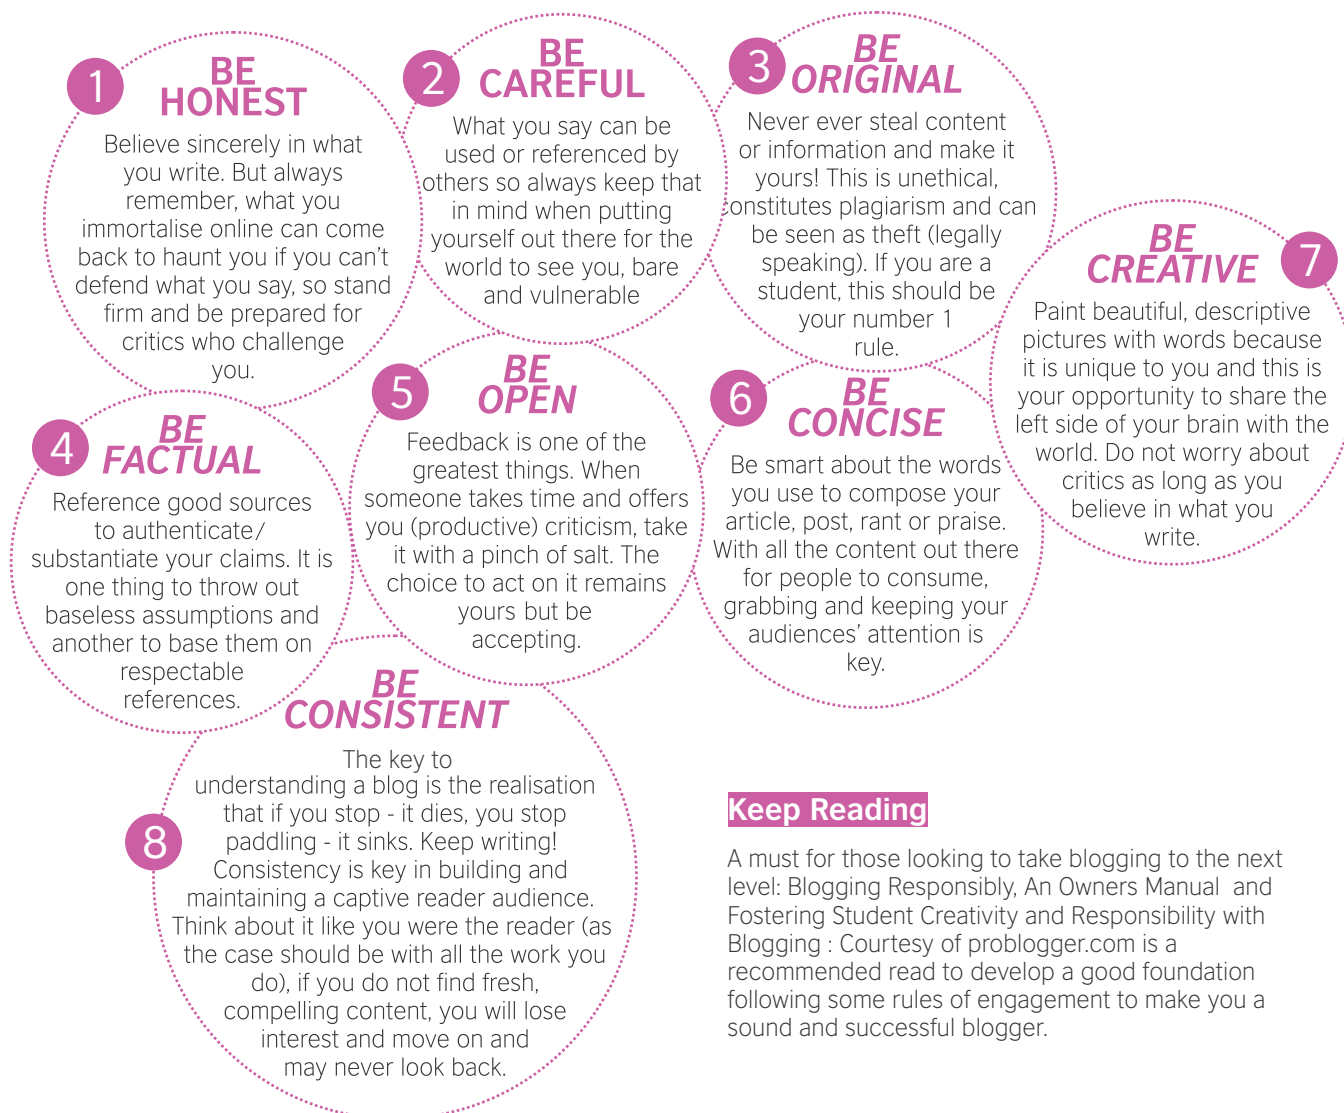 1
BE
HONEST
Believe sincerely in what
you write. But always
remember, what you
immortalise online can come
back to haunt you if you can't
defend what you say, so stand
firm and be prepared for
critics who challenge
you.
2
BE
CAREFUL
What you say can be
used or referenced by
others so always keep that
in mind when putting
yourself out there for the
world to see you, bare
and vulnerable
3
BE
ORIGINAL
Never ever steal content
or information and make it
yours! This is unethical,
constitutes plagiarism and can
be seen as theft (legally
speaking). If you are a
student, this should be
your number 1
rule.
4
BE
FACTUAL
Reference good sources
to authenticate/
substantiate your claims. It is
one thing to throw out
baseless assumptions and
another to base them on
respectable
references.
5
BE
OPEN
Feedback is one of the
greatest things. When
someone takes time and offers
you (productive) criticism, take
it with a pinch of salt. The
choice to act on it remains
yours but be
accepting.
6
BE
CONCISE
Be smart about the words
you use to compose your
article, post, rant or praise.
With all the content out there
for people to consume,
grabbing and keeping your
audiences' attention is
key.
7
BE
CREATIVE
Paint beautiful, descriptive
pictures with words because
it is unique to you and this is
your opportunity to share the
left side of your brain with the
world. Do not worry about
critics as long as you
believe in what you
write.
8
BE
CONSISTENT
The key to
understanding a blog is the realisation
that if you stop - it dies, you stop
paddling - it sinks. Keep writing!
Consistency is key in building and
maintaining a captive reader audience.
Think about it like you were the reader (as
the case should be with all the work you
do), if you do not find fresh,
compelling content, you will lose
interest and move on and
may never look back.
Keep Reading
A must for those looking to take blogging to the next
level: Blogging Responsibly, An Owners Manual and
Fostering Student Creativity and Responsibility with
Blogging : Courtesy of problogger.com is a
recommended read to develop a good foundation
following some rules of engagement to make you a
sound and successful blogger.